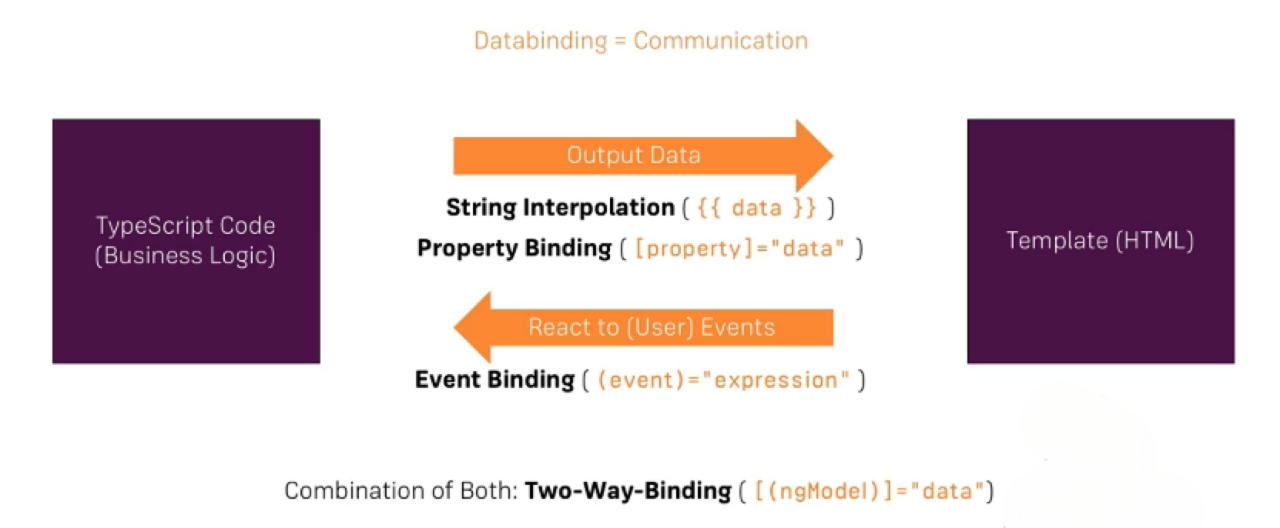 Databinding = Communication
TypeScript Code
(Business Logic)
Output Data
String Interpolation ( {{ data }} )
Property Binding ( [property]="data" )
React to (User) Events
Event Binding ( (event)="expression" )
Template (HTML)
Combination of Both: Two-Way-Binding ( [(ngModel)]="data")